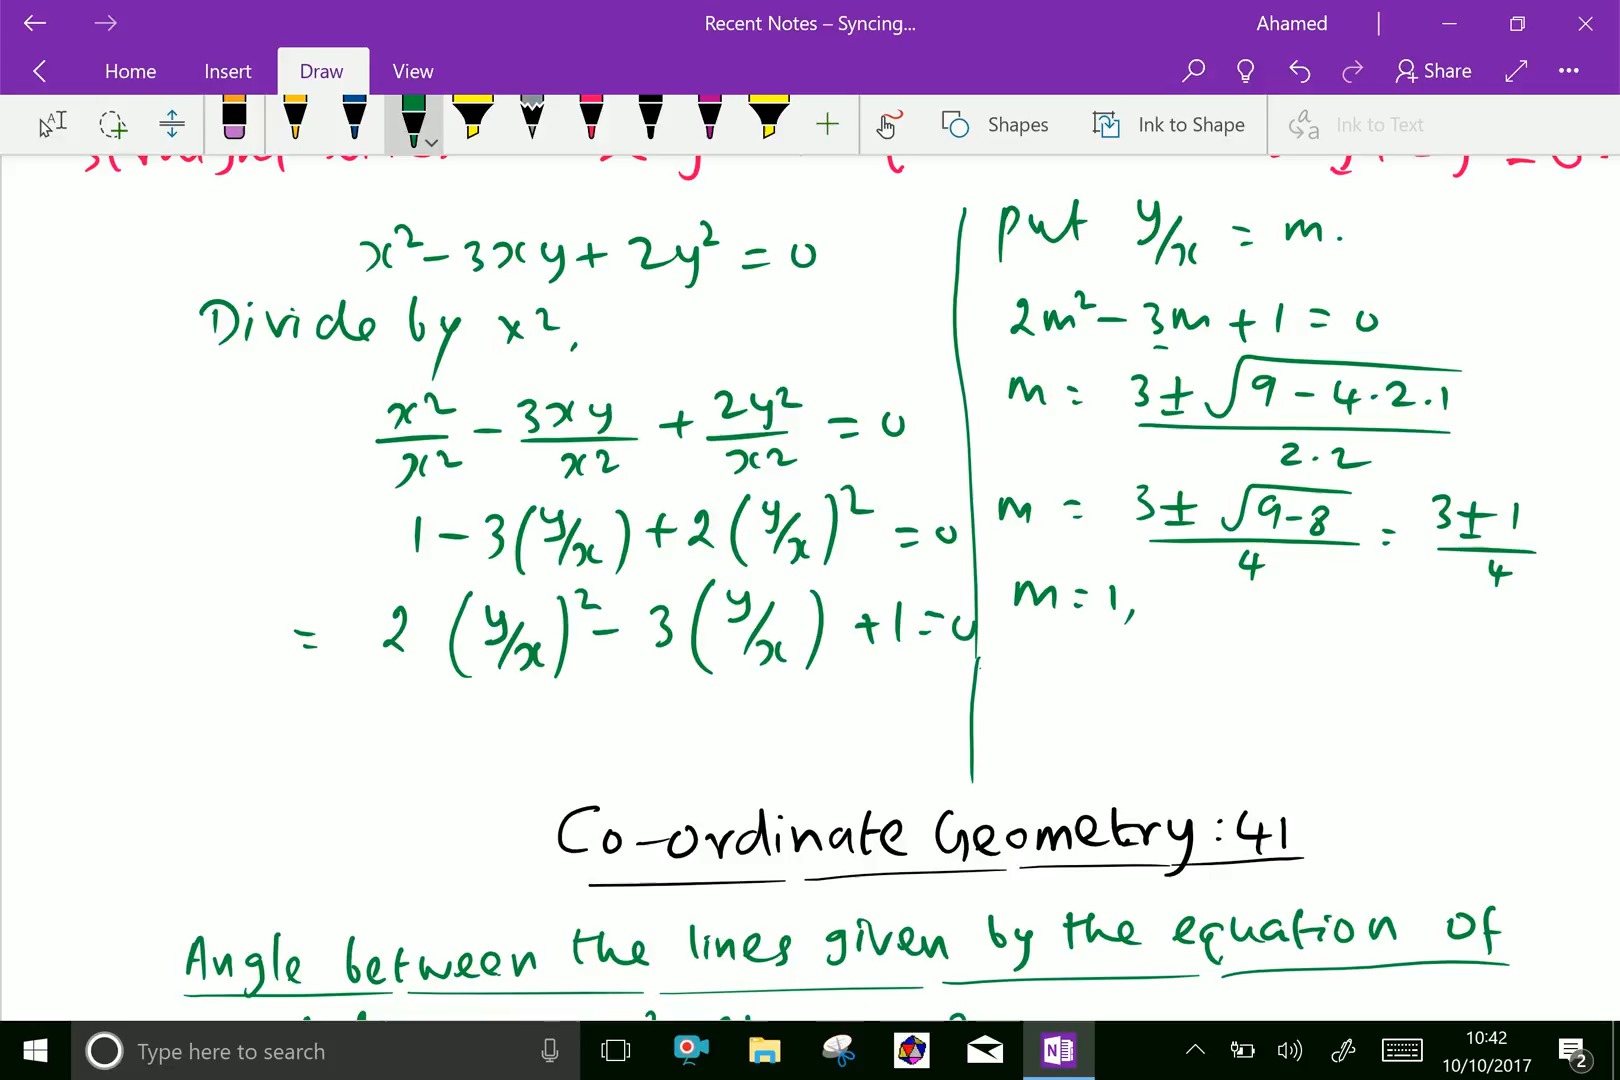 Recent Notes – Syncing...
Ahamed
Home Insert Draw View
Share
Shapes
Ink to Shape
Ink to Text
x² - 3xy + 2y² = 0
Divide by x²,
x²/x² - 3xy/x² + 2y²/x² = 0
1 - 3(y/x) + 2(y/x)² = 0
= 2(y/x)² - 3(y/x) + 1 = 0
put y/x = m.
2m² - 3m + 1 = 0
m = 3 ± √9 - 4·2·1 / 2·2
m = 3 ± √9-8 / 4 = 3 ± 1 / 4
m = 1,
Co-ordinate Geometry: 41
Angle between the lines given by the equation of
Type here to search
10:42
10/10/2017
2